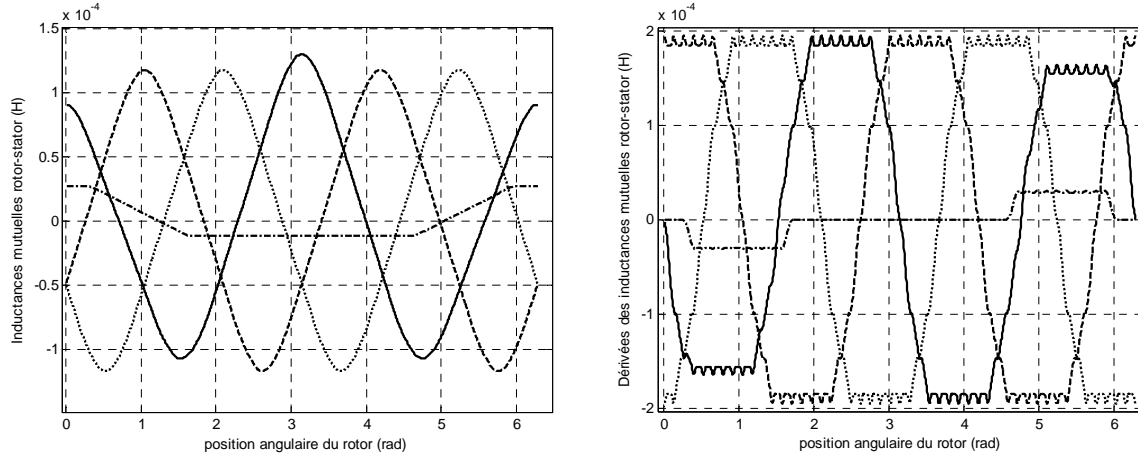 x 10⁻⁴
1.5
1
0.5
0
-0.5
-1
0 1 2 3 4 5 6
Inductances mutuelles rotor-stator (H)
position angulaire du rotor (rad)
x 10⁻⁴
2
1
0
-1
-2
0 1 2 3 4 5 6
Dérivées des inductances mutuelles rotor-stator (H)
position angulaire du rotor (rad)